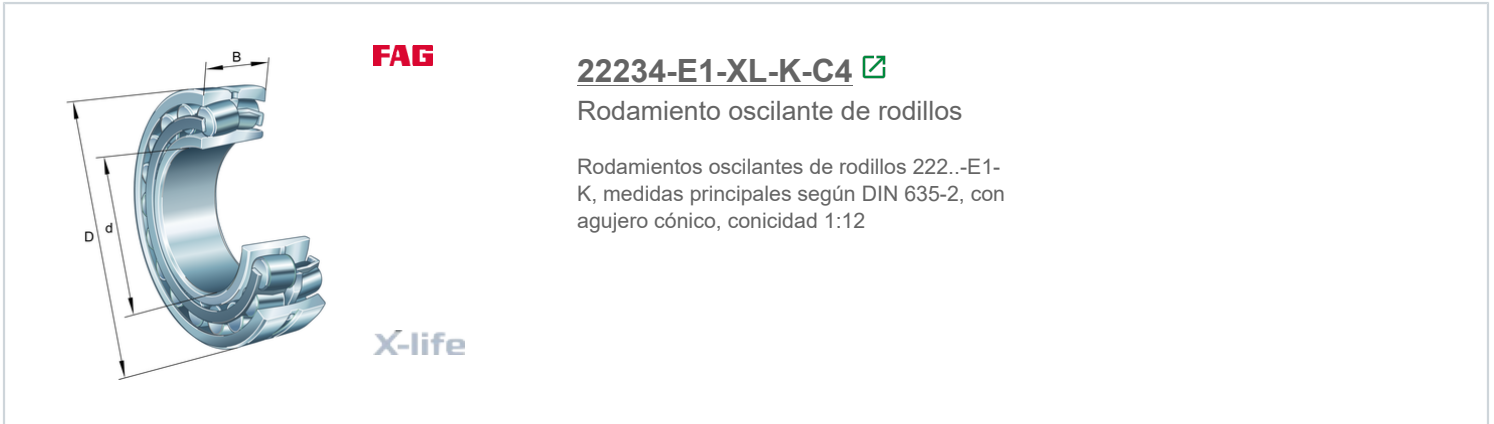 B
D
d
FAG
X-life
22234-E1-XL-K-C4
Rodamiento oscilante de rodillos
Rodamientos oscilantes de rodillos 222..-E1-
K, medidas principales según DIN 635-2, con
agujero cónico, conicidad 1:12